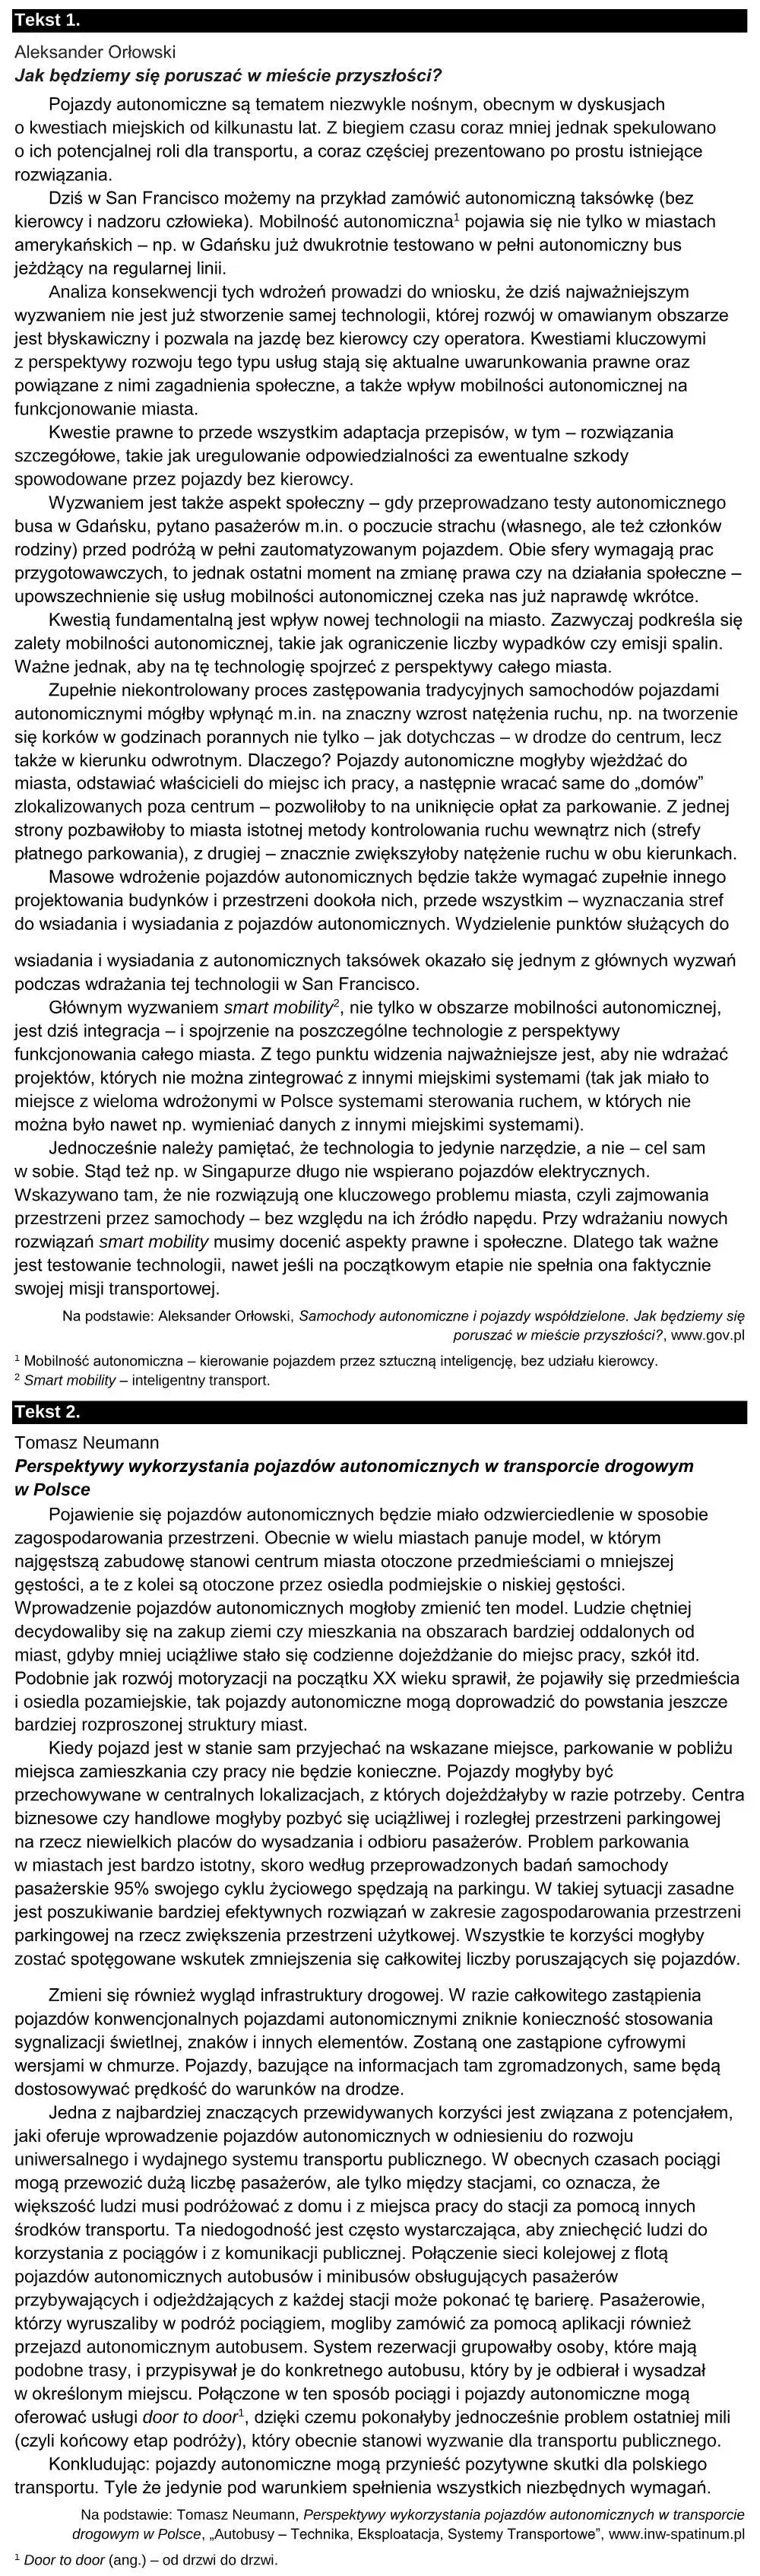 Tekst 1.
Aleksander Orłowski
Jak będziemy się poruszać w mieście przyszłości?
Pojazdy autonomiczne są tematem niezwykle nośnym, obecnym w dyskusjach
o kwestiach miejskich od kilkunastu lat. Z biegiem czasu coraz mniej jednak spekulowano
o ich potencjalnej roli dla transportu, a coraz częściej prezentowano po prostu istniejące
rozwiązania.
Dziś w San Francisco możemy na przykład zamówić autonomiczną taksówkę (bez
kierowcy i nadzoru człowieka). Mobilność autonomiczna¹ pojawia się nie tylko w miastach
amerykańskich – np. w Gdańsku już dwukrotnie testowano w pełni autonomiczny bus
jeżdżący na regularnej linii.
Analiza konsekwencji tych wdrożeń prowadzi do wniosku, że dziś najważniejszym
wyzwaniem nie jest już stworzenie samej technologii, której rozwój w omawianym obszarze
jest błyskawiczny i pozwala na jazdę bez kierowcy czy operatora. Kwestiami kluczowymi
z perspektywy rozwoju tego typu usług stają się aktualne uwarunkowania prawne oraz
powiązane z nimi zagadnienia społeczne, a także wpływ mobilności autonomicznej na
funkcjonowanie miasta.
Kwestie prawne to przede wszystkim adaptacja przepisów, w tym – rozwiązania
szczegółowe, takie jak uregulowanie odpowiedzialności za ewentualne szkody
spowodowane przez pojazdy bez kierowcy.
Wyzwaniem jest także aspekt społeczny – gdy przeprowadzano testy autonomicznego
busa w Gdańsku, pytano pasażerów m.in. o poczucie strachu (własnego, ale też członków
rodziny) przed podróżą w pełni zautomatyzowanym pojazdem. Obie sfery wymagają prac
przygotowawczych, to jednak ostatni moment na zmianę prawa czy na działania społeczne –
upowszechnienie się usług mobilności autonomicznej czeka nas już naprawdę wkrótce.
Kwestią fundamentalną jest wpływ nowej technologii na miasto. Zazwyczaj podkreśla się
zalety mobilności autonomicznej, takie jak ograniczenie liczby wypadków czy emisji spalin.
Ważne jednak, aby na tę technologię spojrzeć z perspektywy całego miasta.
Zupełnie niekontrolowany proces zastępowania tradycyjnych samochodów pojazdami
autonomicznymi mógłby wpłynąć m.in. na znaczny wzrost natężenia ruchu, np. na tworzenie
się korków w godzinach porannych nie tylko – jak dotychczas – w drodze do centrum, lecz
także w kierunku odwrotnym. Dlaczego? Pojazdy autonomiczne mogłyby wjeżdżać do
miasta, odstawiać właścicieli do miejsc ich pracy, a następnie wracać same do „domów”
zlokalizowanych poza centrum – pozwoliłoby to na uniknięcie opłat za parkowanie. Z jednej
strony pozbawiłoby to miasta istotnej metody kontrolowania ruchu wewnątrz nich (strefy
płatnego parkowania), z drugiej – znacznie zwiększyłoby natężenie ruchu w obu kierunkach.
Masowe wdrożenie pojazdów autonomicznych będzie także wymagać zupełnie innego
projektowania budynków i przestrzeni dookoła nich, przede wszystkim – wyznaczania stref
do wsiadania i wysiadania z pojazdów autonomicznych. Wydzielenie punktów służących do
wsiadania i wysiadania z autonomicznych taksówek okazało się jednym z głównych wyzwań
podczas wdrażania tej technologii w San Francisco.
Głównym wyzwaniem smart mobility², nie tylko w obszarze mobilności autonomicznej,
jest dziś integracja – i spojrzenie na poszczególne technologie z perspektywy
funkcjonowania całego miasta. Z tego punktu widzenia najważniejsze jest, aby nie wdrażać
projektów, których nie można zintegrować z innymi miejskimi systemami (tak jak miało to
miejsce z wieloma wdrożonymi w Polsce systemami sterowania ruchem, w których nie
można było nawet np. wymieniać danych z innymi miejskimi systemami).
Jednocześnie należy pamiętać, że technologia to jedynie narzędzie, a nie – cel sam
w sobie. Stąd też np. w Singapurze długo nie wspierano pojazdów elektrycznych.
Wskazywano tam, że nie rozwiązują one kluczowego problemu miasta, czyli zajmowania
przestrzeni przez samochody – bez względu na ich źródło napędu. Przy wdrażaniu nowych
rozwiązań smart mobility musimy docenić aspekty prawne i społeczne. Dlatego tak ważne
jest testowanie technologii, nawet jeśli na początkowym etapie nie spełnia ona faktycznie
swojej misji transportowej.
Na podstawie: Aleksander Orłowski, Samochody autonomiczne i pojazdy współdzielone. Jak będziemy się
poruszać w mieście przyszłości?, www.gov.pl
¹ Mobilność autonomiczna – kierowanie pojazdem przez sztuczną inteligencję, bez udziału kierowcy.
² Smart mobility – inteligentny transport.
Tekst 2.
Tomasz Neumann
Perspektywy wykorzystania pojazdów autonomicznych w transporcie drogowym
w Polsce
Pojawienie się pojazdów autonomicznych będzie miało odzwierciedlenie w sposobie
zagospodarowania przestrzeni. Obecnie w wielu miastach panuje model, w którym
najgęstszą zabudowę stanowi centrum miasta otoczone przedmieściami o mniejszej
gęstości, a te z kolei są otoczone przez osiedla podmiejskie o niskiej gęstości.
Wprowadzenie pojazdów autonomicznych mogłoby zmienić ten model. Ludzie chętniej
decydowaliby się na zakup ziemi czy mieszkania na obszarach bardziej oddalonych od
miast, gdyby mniej uciążliwe stało się codzienne dojeżdżanie do miejsc pracy, szkół itd.
Podobnie jak rozwój motoryzacji na początku XX wieku sprawił, że pojawiły się przedmieścia
i osiedla pozamiejskie, tak pojazdy autonomiczne mogą doprowadzić do powstania jeszcze
bardziej rozproszonej struktury miast.
Kiedy pojazd jest w stanie sam przyjechać na wskazane miejsce, parkowanie w pobliżu
miejsca zamieszkania czy pracy nie będzie konieczne. Pojazdy mogłyby być
przechowywane w centralnych lokalizacjach, z których dojeżdżałyby w razie potrzeby. Centra
biznesowe czy handlowe mogłyby pozbyć się uciążliwej i rozległej przestrzeni parkingowej
na rzecz niewielkich placów do wysadzania i odbioru pasażerów. Problem parkowania
w miastach jest bardzo istotny, skoro według przeprowadzonych badań samochody
pasażerskie 95% swojego cyklu życiowego spędzają na parkingu. W takiej sytuacji zasadne
jest poszukiwanie bardziej efektywnych rozwiązań w zakresie zagospodarowania przestrzeni
parkingowej na rzecz zwiększenia przestrzeni użytkowej. Wszystkie te korzyści mogłyby
zostać spotęgowane wskutek zmniejszenia się całkowitej liczby poruszających się pojazdów.
Zmieni się również wygląd infrastruktury drogowej. W razie całkowitego zastąpienia
pojazdów konwencjonalnych pojazdami autonomicznymi zniknie konieczność stosowania
sygnalizacji świetlnej, znaków i innych elementów. Zostaną one zastąpione cyfrowymi
wersjami w chmurze. Pojazdy, bazujące na informacjach tam zgromadzonych, same będą
dostosowywać prędkość do warunków na drodze.
Jedna z najbardziej znaczących przewidywanych korzyści jest związana z potencjałem,
jaki oferuje wprowadzenie pojazdów autonomicznych w odniesieniu do rozwoju
uniwersalnego i wydajnego systemu transportu publicznego. W obecnych czasach pociągi
mogą przewozić dużą liczbę pasażerów, ale tylko między stacjami, co oznacza, że
większość ludzi musi podróżować z domu i z miejsca pracy do stacji za pomocą innych
środków transportu. Ta niedogodność jest często wystarczająca, aby zniechęcić ludzi do
korzystania z pociągów i z komunikacji publicznej. Połączenie sieci kolejowej z flotą
pojazdów autonomicznych autobusów i minibusów obsługujących pasażerów
przybywających i odjeżdżających z każdej stacji może pokonać tę barierę. Pasażerowie,
którzy wyruszaliby w podróż pociągiem, mogliby zamówić za pomocą aplikacji również
przejazd autonomicznym autobusem. System rezerwacji grupowałby osoby, które mają
podobne trasy, i przypisywał je do konkretnego autobusu, który by je odbierał i wysadzał
w określonym miejscu. Połączone w ten sposób pociągi i pojazdy autonomiczne mogą
oferować usługi door to door¹, dzięki czemu pokonałyby jednocześnie problem ostatniej mili
(czyli końcowy etap podróży), który obecnie stanowi wyzwanie dla transportu publicznego.
Konkludując: pojazdy autonomiczne mogą przynieść pozytywne skutki dla polskiego
transportu. Tyle że jedynie pod warunkiem spełnienia wszystkich niezbędnych wymagań.
Na podstawie: Tomasz Neumann, Perspektywy wykorzystania pojazdów autonomicznych w transporcie
drogowym w Polsce, „Autobusy – Technika, Eksploatacja, Systemy Transportowe”, www.inw-spatinum.pl
¹ Door to door (ang.) – od drzwi do drzwi.